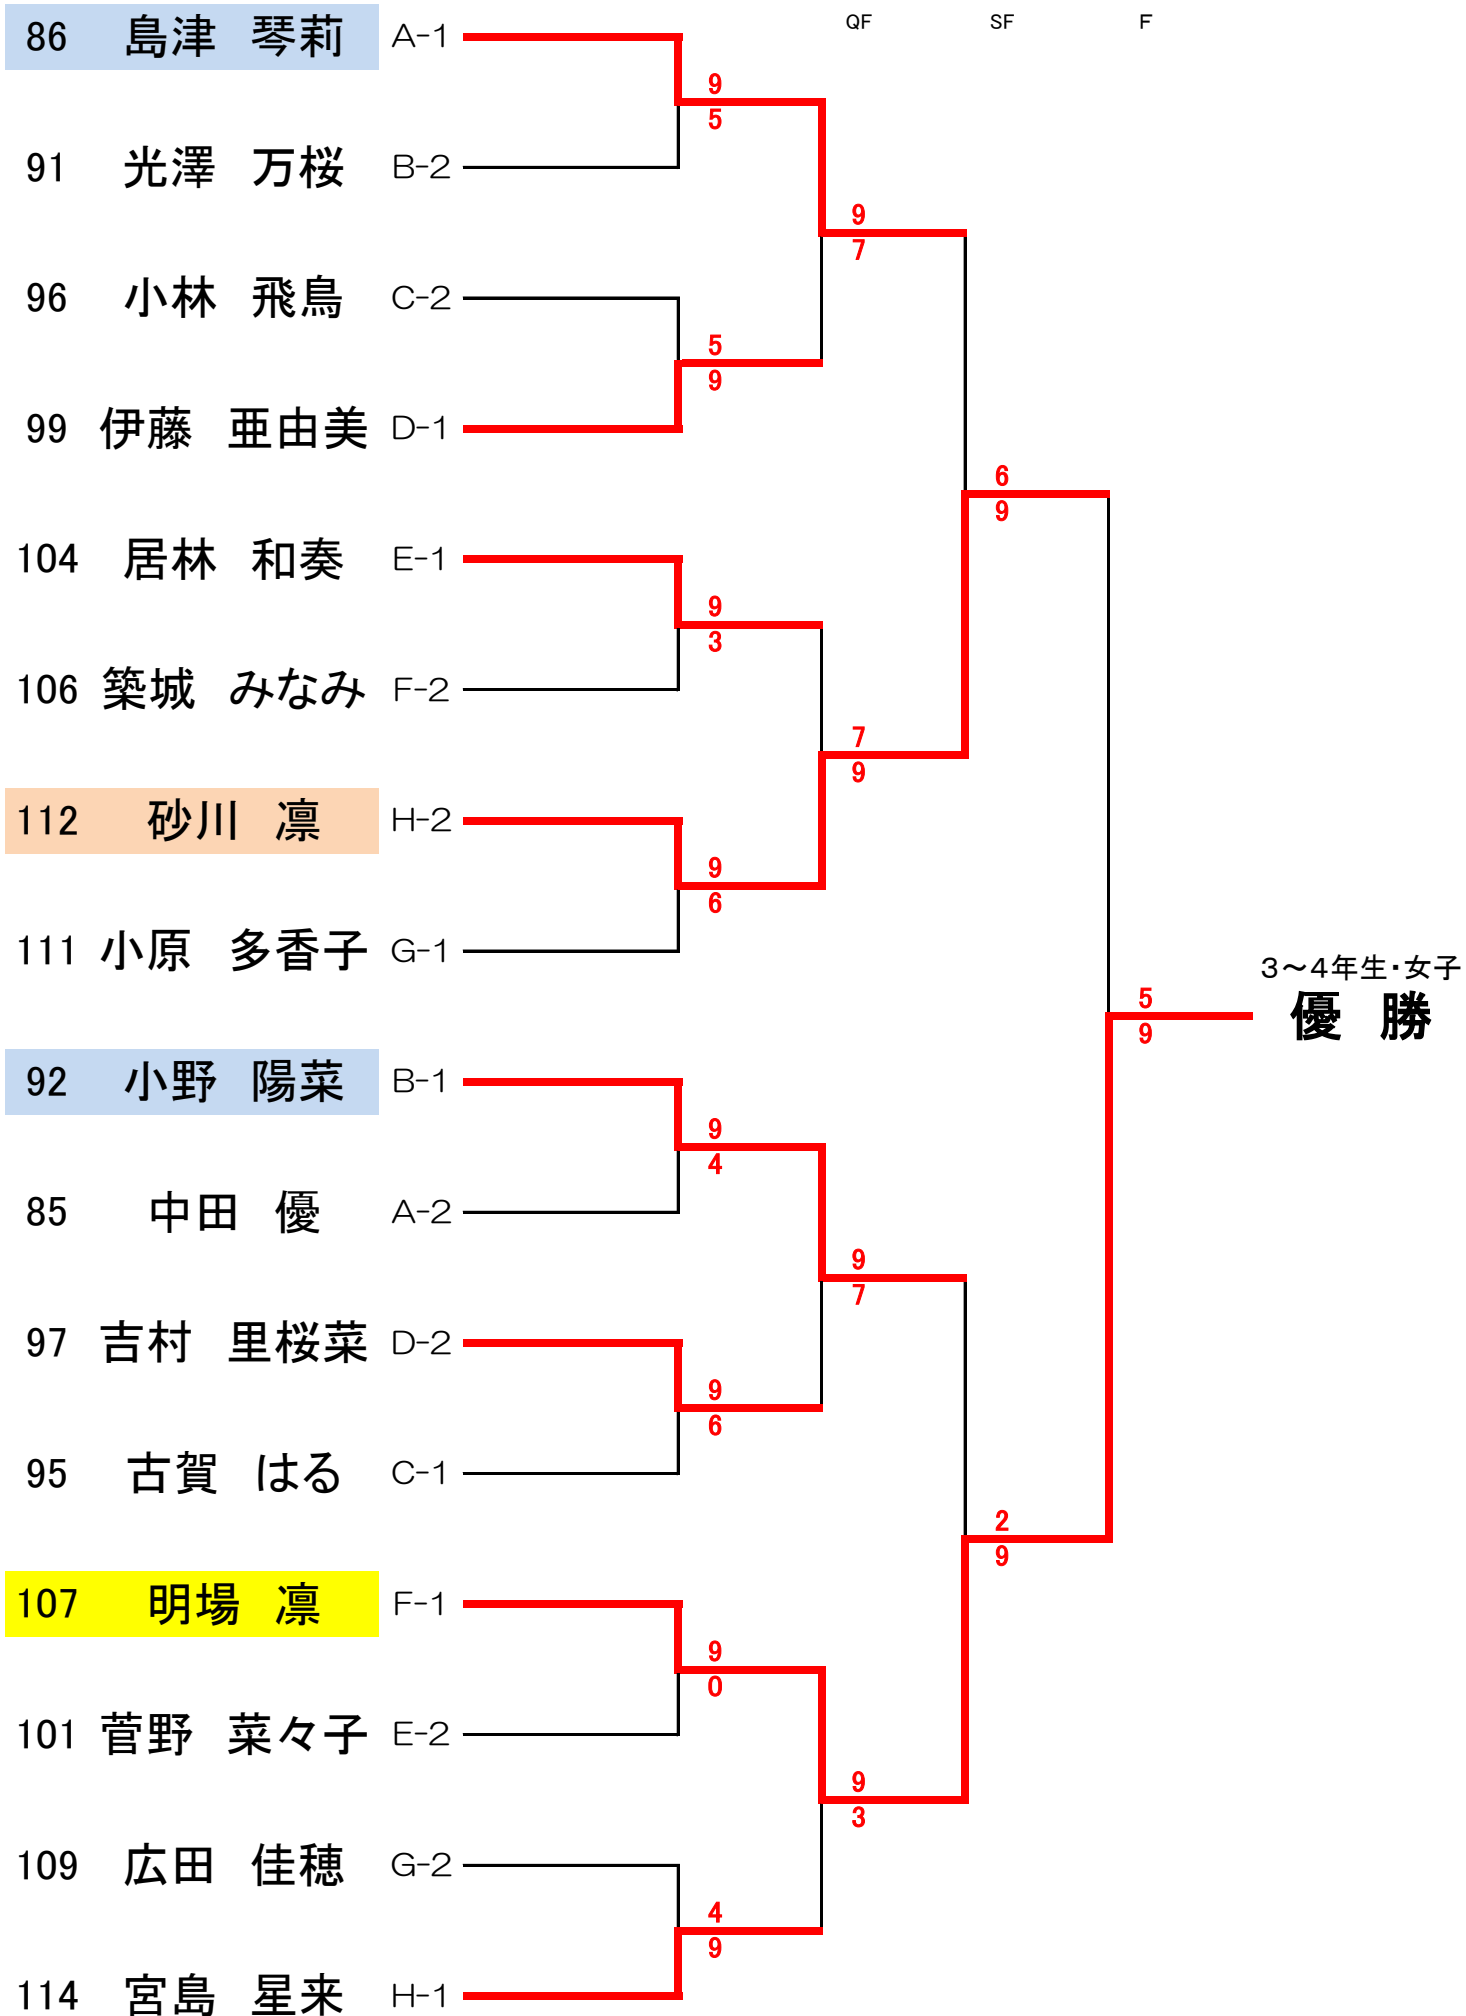 QF SF F
86 島津 琴莉 A-1
9
5
91 光澤 万桜 B-2
9
7
96 小林 飛鳥 C-2
5
9
99 伊藤 亜由美 D-1
6
9
104 居林 和奏 E-1
9
3
106 築城 みなみ F-2
7
9
112 砂川 凛 H-2
9
6
111 小原 多香子 G-1
3～4年生・女子
優 勝
5
9
92 小野 陽菜 B-1
9
4
85 中田 優 A-2
9
7
97 吉村 里桜菜 D-2
9
6
95 古賀 はる C-1
2
9
107 明場 凛 F-1
9
0
101 菅野 菜々子 E-2
9
3
109 広田 佳穂 G-2
4
9
114 宮島 星来 H-1